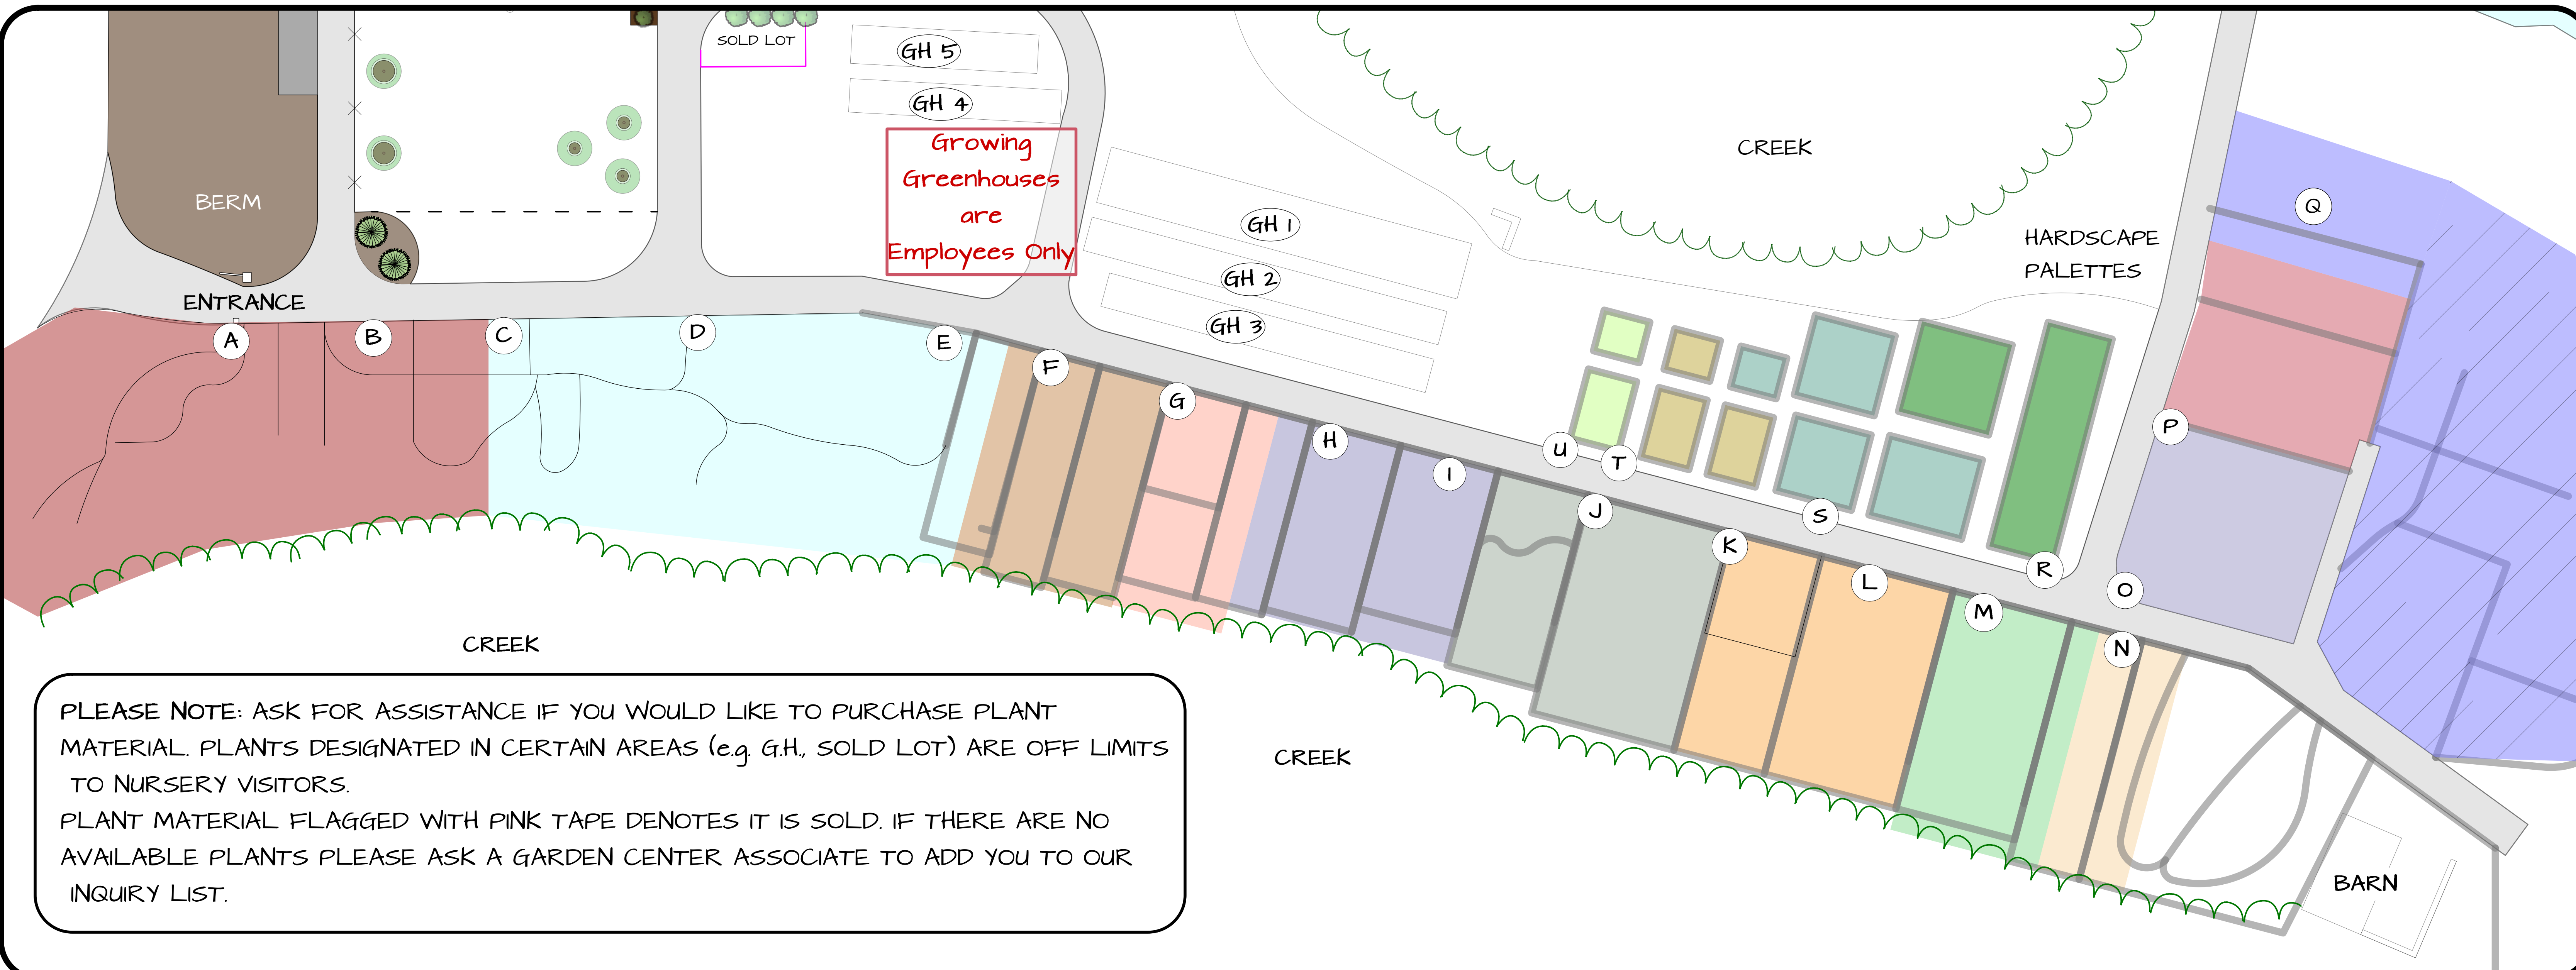 SOLD LOT
GH 5
GH 4
Growing
Greenhouses
are
Employees Only
CREEK
BERM
Q
GH 1
HARDSCAPE
PALETTES
GH 2
ENTRANCE
GH 3
A
B
C
D
E
F
G
H
I
J
K
L
M
N
O
P
U
T
S
R
CREEK
CREEK
BARN
PLEASE NOTE: ASK FOR ASSISTANCE IF YOU WOULD LIKE TO PURCHASE PLANT
MATERIAL. PLANTS DESIGNATED IN CERTAIN AREAS (e.g. G.H., SOLD LOT) ARE OFF LIMITS
TO NURSERY VISITORS.
PLANT MATERIAL FLAGGED WITH PINK TAPE DENOTES IT IS SOLD. IF THERE ARE NO
AVAILABLE PLANTS PLEASE ASK A GARDEN CENTER ASSOCIATE TO ADD YOU TO OUR
INQUIRY LIST.